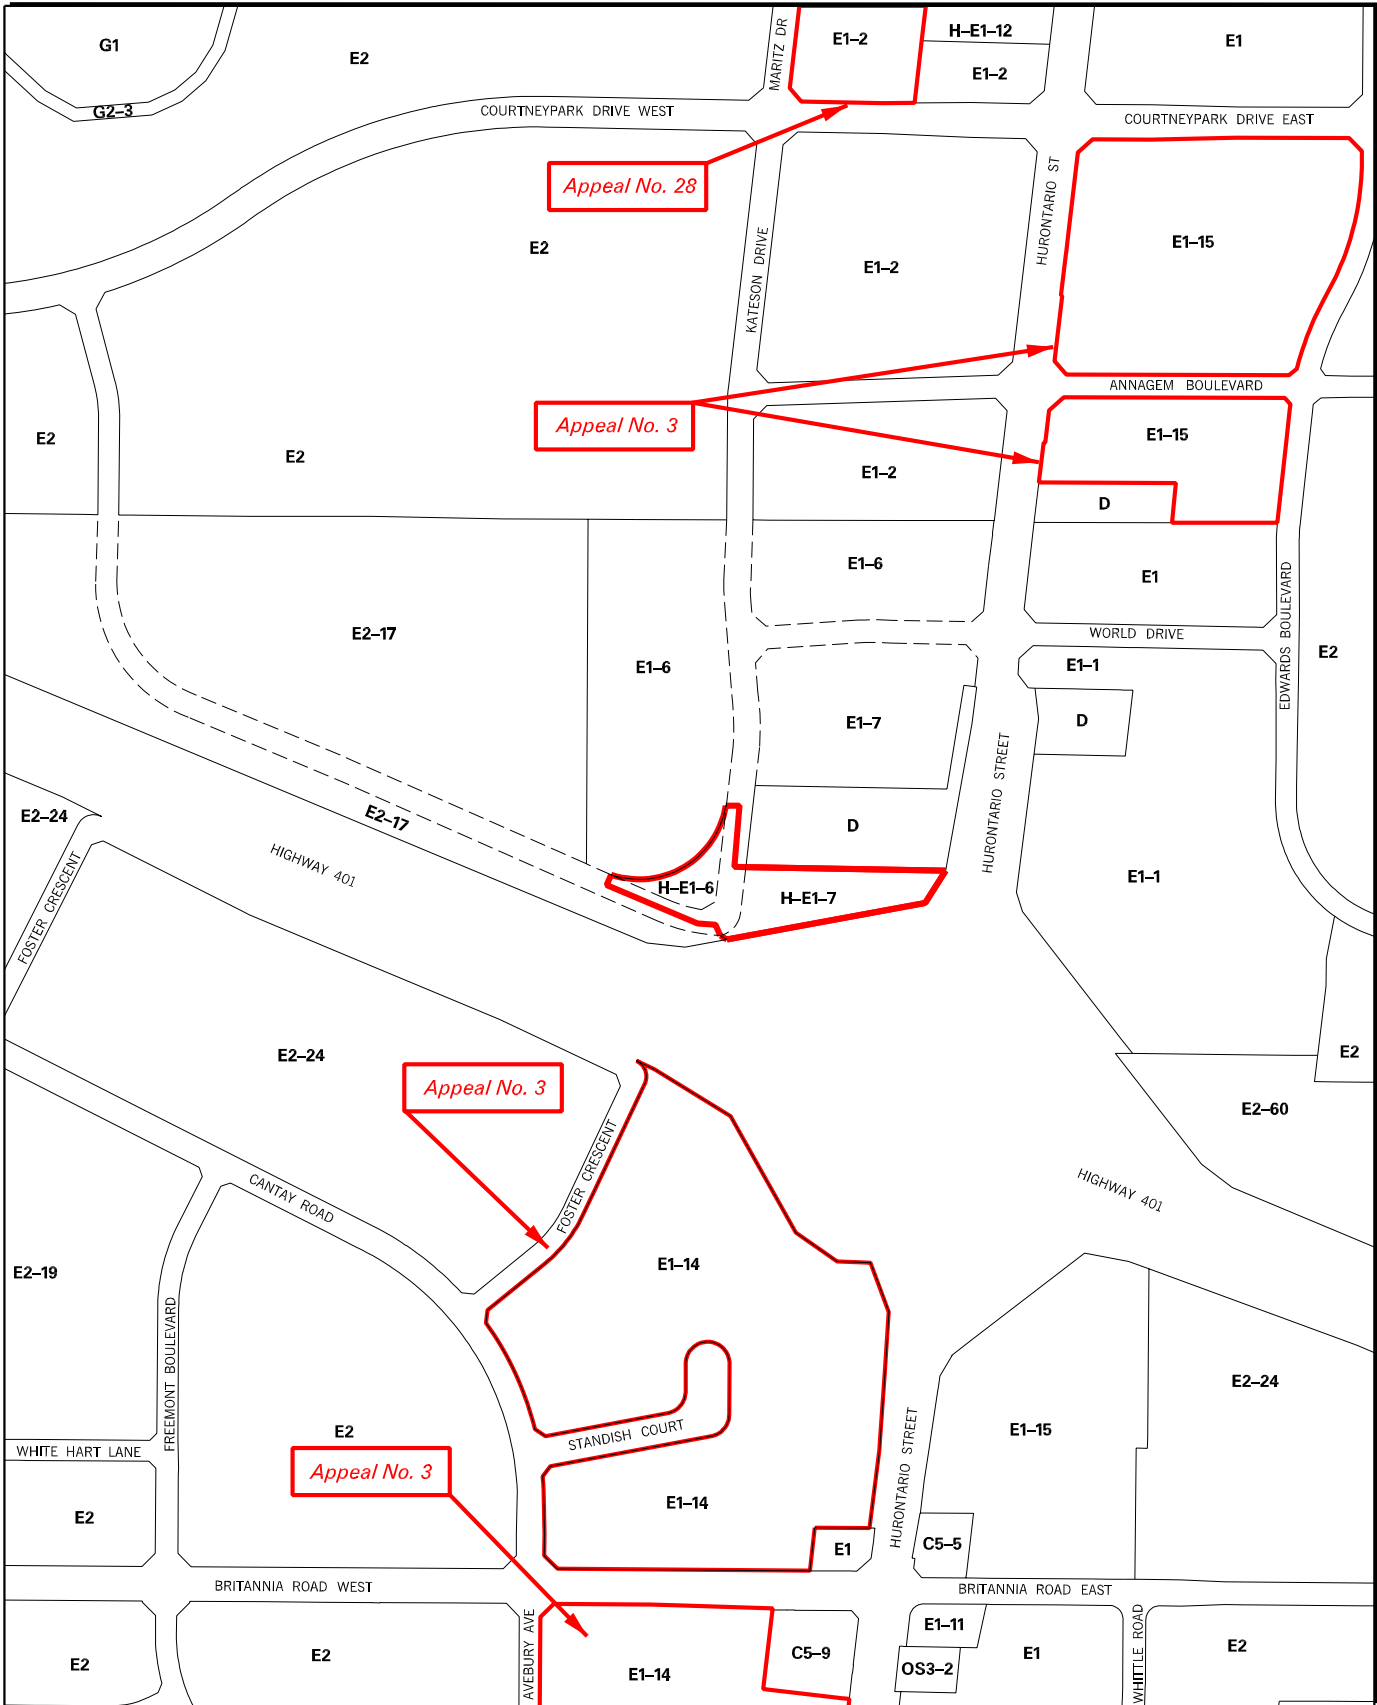 G1
E2
MARITZ DR
E1–2
H–E1–12
E1–2
E1
G2–3
COURTNEYPARK DRIVE WEST
COURTNEYPARK DRIVE EAST
Appeal No. 28
HURONTARIO ST
E2
KATESON DRIVE
E1–2
E1–15
ANNAGEM BOULEVARD
Appeal No. 3
E2
E2
E1–2
E1–15
D
E1–6
E1
EDWARDS BOULEVARD
E2–17
E1–6
WORLD DRIVE
E2
E1–1
E1–7
D
HURONTARIO STREET
E2–24
E2–17
D
HIGHWAY 401
FOSTER CRESCENT
H–E1–6
H–E1–7
E1–1
E2–24
E2
Appeal No. 3
E2–60
FOSTER CRESCENT
CANTAY ROAD
HIGHWAY 401
E2–19
E1–14
FREEMONT BOULEVARD
E2–24
E2
STANDISH COURT
HURONTARIO STREET
E1–15
WHITE HART LANE
Appeal No. 3
E2
E1–14
E1
C5–5
BRITANNIA ROAD WEST
BRITANNIA ROAD EAST
E2
E2
AVEBURY AVE
E1–14
C5–9
E1–11
OS3–2
E1
WHITTLE ROAD
E2